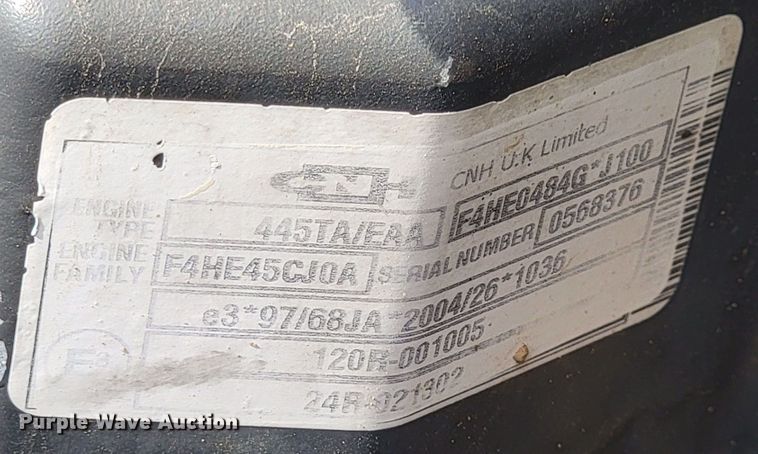 CNH U.K Limited
ENGINE TYPE 445TA/EAA F4HE0484G*J100
ENGINE FAMILY F4HE45CJ0A SERIAL NUMBER 0568376
e3*97/68JA*2004/26*1036
120R-001005
24R-021302
E3
Purple Wave Auction